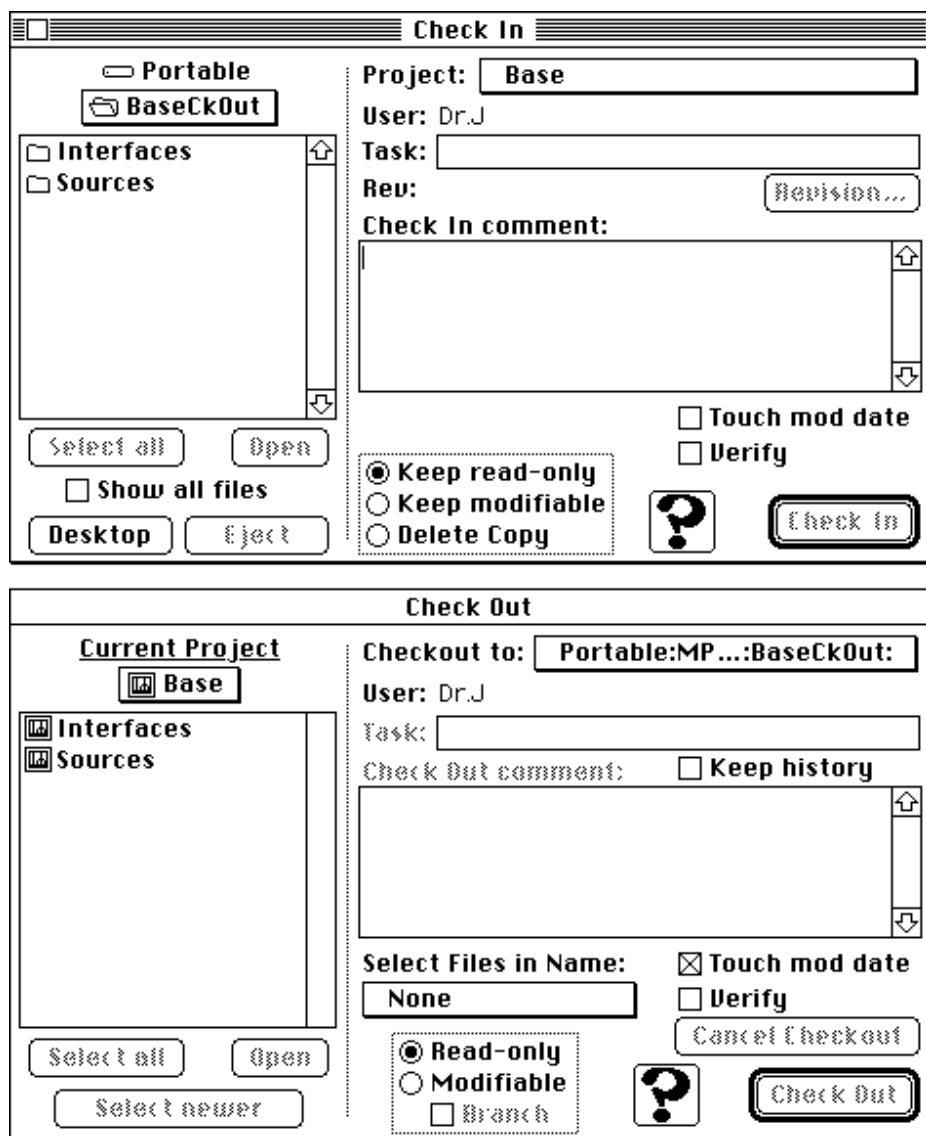 Check In
Portable
BaseCkOut
Interfaces
Sources
Select all
Open
Show all files
Desktop
Eject
Project: Base
User: Dr.J
Task:
Rev:
Revision...
Check In comment:
Touch mod date
Verify
Keep read-only
Keep modifiable
Delete Copy
?
Check In
Check Out
Current Project
Base
Interfaces
Sources
Select all
Open
Select newer
Checkout to: Portable:MP...:BaseCkOut:
User: Dr.J
Task:
Check Out comment:
Keep history
Select Files in Name:
None
Touch mod date
Verify
Cancel Checkout
Read-only
Modifiable
Branch
?
Check Out